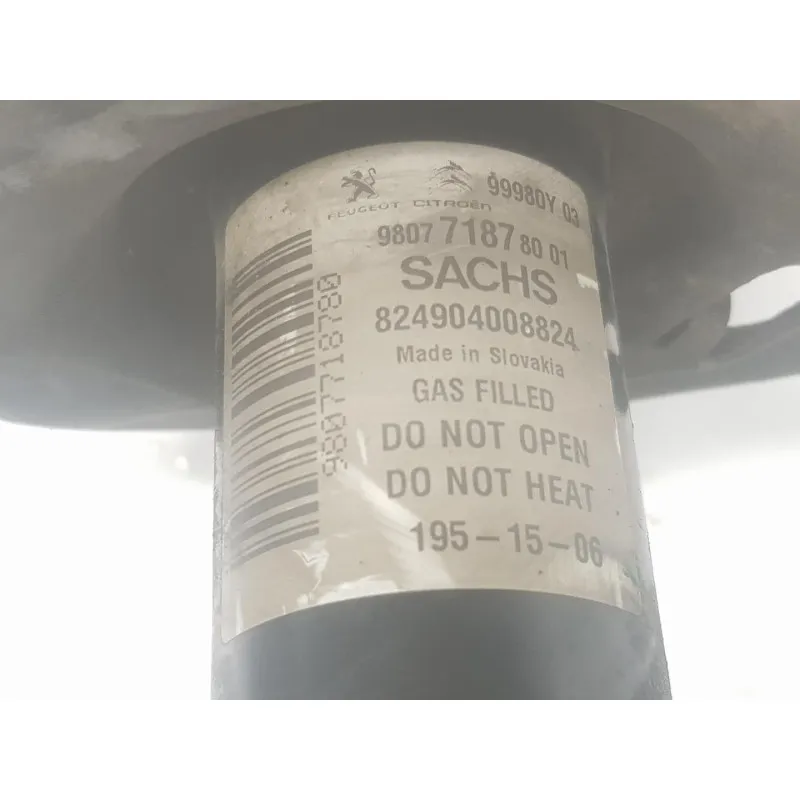 99980Y 03
PEUGEOT CITROËN
9807 7187 80 01
SACHS
824904008824
Made in Slovakia
GAS FILLED
DO NOT OPEN
DO NOT HEAT
195-15-06
9807718780